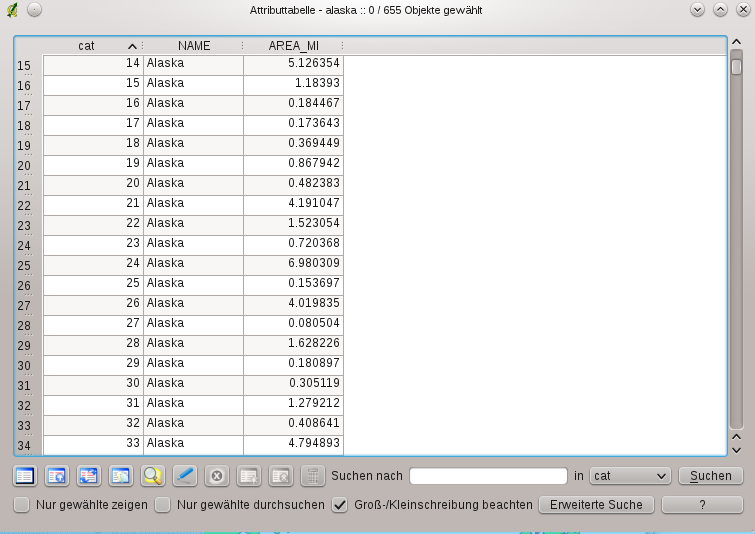 Attributtabelle - alaska :: 0 / 655 Objekte gewählt
cat NAME AREA_MI
15 14 Alaska 5.126354
16 15 Alaska 1.18393
17 16 Alaska 0.184467
18 17 Alaska 0.173643
19 18 Alaska 0.369449
20 19 Alaska 0.867942
21 20 Alaska 0.482383
22 21 Alaska 4.191047
23 22 Alaska 1.523054
24 23 Alaska 0.720368
25 24 Alaska 6.980309
26 25 Alaska 0.153697
27 26 Alaska 4.019835
28 27 Alaska 0.080504
29 28 Alaska 1.628226
30 29 Alaska 0.180897
31 30 Alaska 0.305119
32 31 Alaska 1.279212
33 32 Alaska 0.408641
34 33 Alaska 4.794893
Suchen nach in cat Suchen
Nur gewählte zeigen Nur gewählte durchsuchen Groß-/Kleinschreibung beachten Erweiterte Suche ?